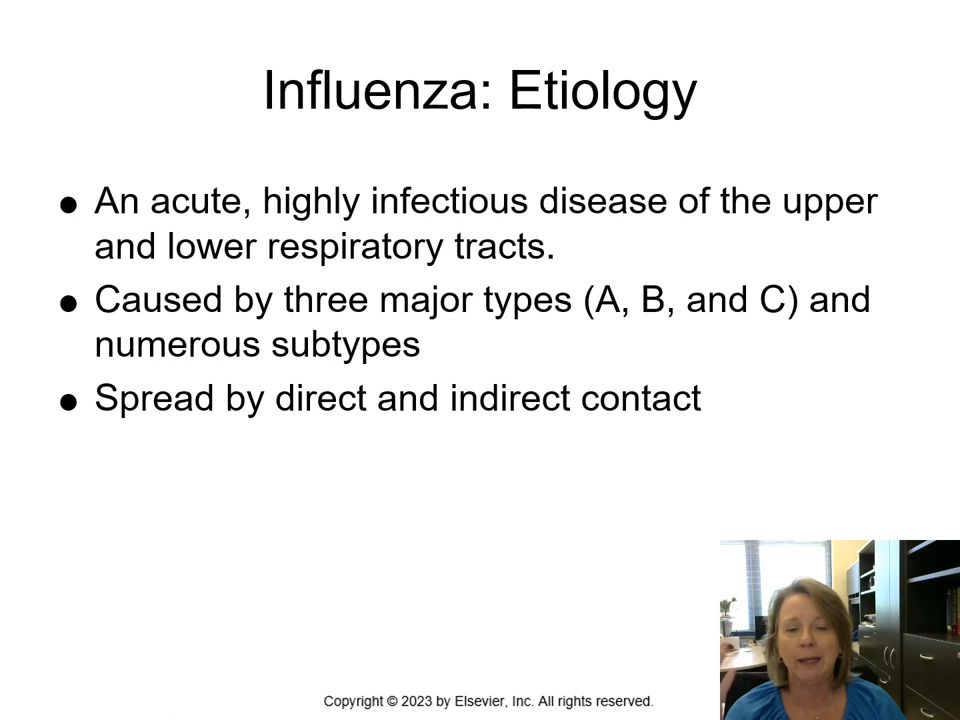 Influenza: Etiology
● An acute, highly infectious disease of the upper
and lower respiratory tracts.
● Caused by three major types (A, B, and C) and
numerous subtypes
● Spread by direct and indirect contact
Copyright © 2023 by Elsevier, Inc. All rights reserved.